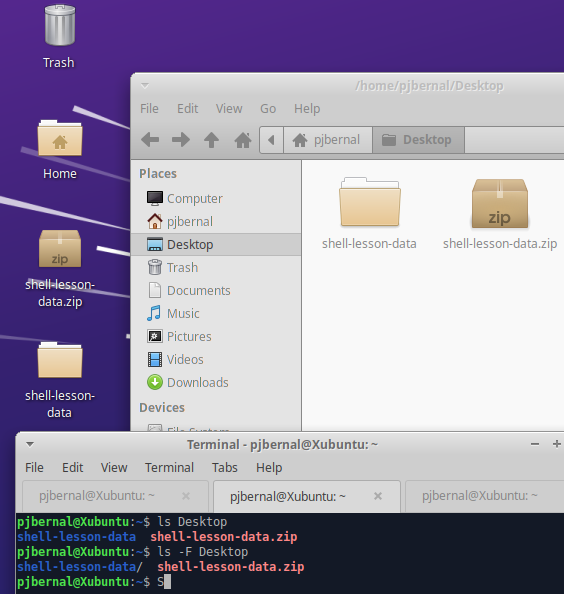 Trash
Home
zip
shell-lesson-
data.zip
shell-lesson-
data
/home/pjbernal/Desktop
File Edit View Go Help
pjbernal Desktop
Places
Computer
pjbernal
Desktop
Trash
Documents
Music
Pictures
Videos
Downloads
Devices
File System
zip
shell-lesson-data shell-lesson-data.zip
Terminal - pjbernal@Xubuntu: ~
File Edit View Terminal Tabs Help
pjbernal@Xubuntu: ~ pjbernal@Xubuntu: ~ pjbernal@Xubuntu: ~
pjbernal@Xubuntu:~$ ls Desktop
shell-lesson-data shell-lesson-data.zip
pjbernal@Xubuntu:~$ ls -F Desktop
shell-lesson-data/ shell-lesson-data.zip
pjbernal@Xubuntu:~$ S